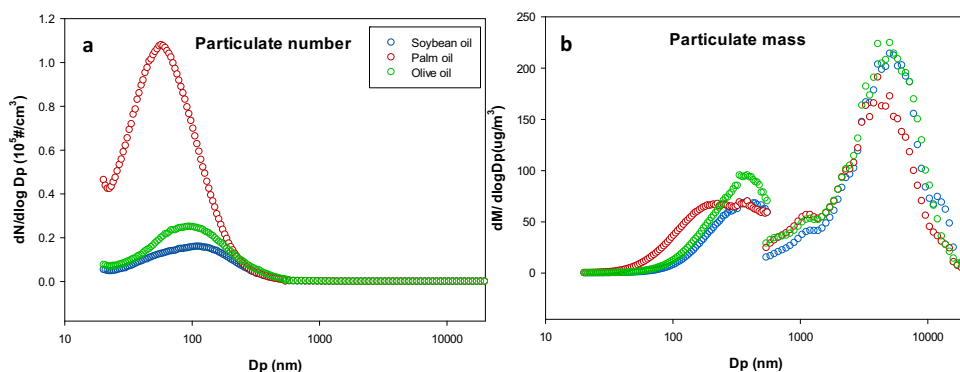 a
Particulate number
Soybean oil
Palm oil
Olive oil
dN/dlog Dp (10⁵#/cm³)
1.2
1.0
0.8
0.6
0.4
0.2
0.0
10
100
1000
10000
Dp (nm)
b
Particulate mass
dM/ dlogDp(ug/m³)
250
200
150
100
50
0
10
100
1000
10000
Dp (nm)